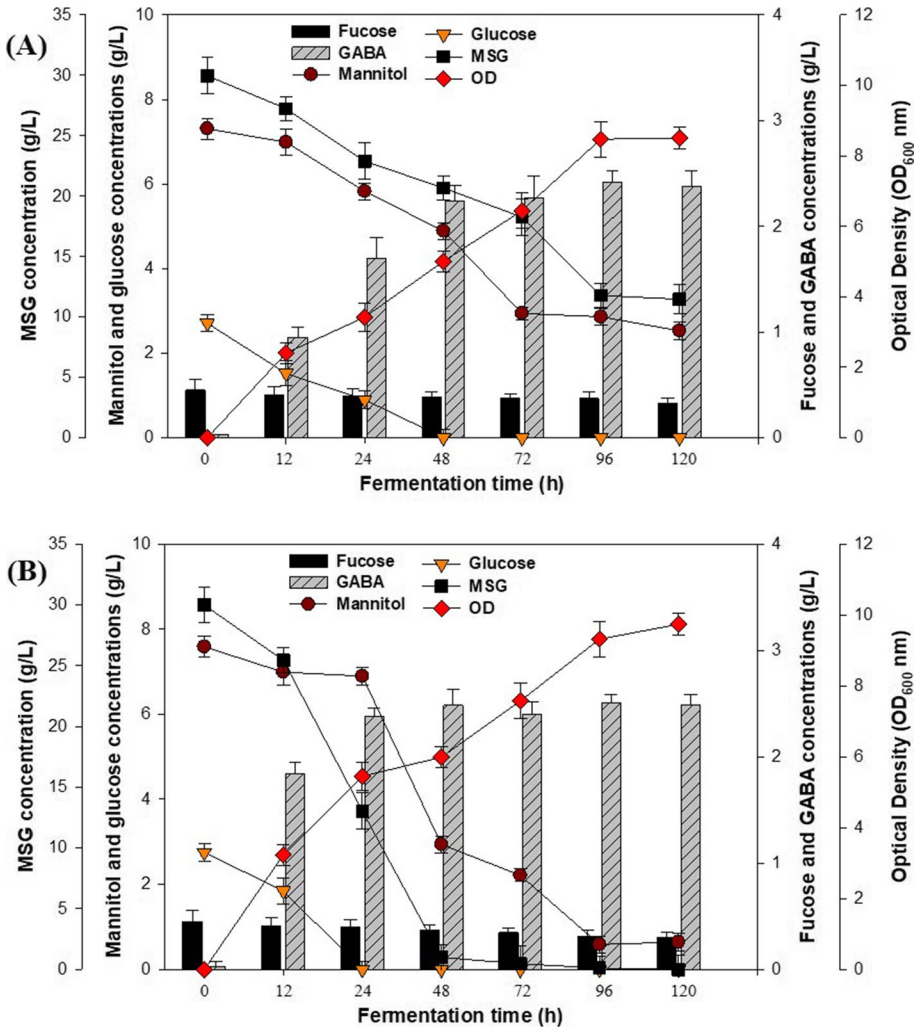 (A)
MSG concentration (g/L)
35
30
25
20
15
10
5
0
Mannitol and glucose concentrations (g/L)
10
8
6
4
2
0
Fucose
GABA
Mannitol
Glucose
MSG
OD
4
3
2
1
0
Fucose and GABA concentrations (g/L)
12
10
8
6
4
2
0
Optical Density (OD600 nm)
0 12 24 48 72 96 120
Fermentation time (h)
(B)
MSG concentration (g/L)
35
30
25
20
15
10
5
0
Mannitol and glucose concentrations (g/L)
10
8
6
4
2
0
Fucose
GABA
Mannitol
Glucose
MSG
OD
4
3
2
1
0
Fucose and GABA concentrations (g/L)
12
10
8
6
4
2
0
Optical Density (OD600 nm)
0 12 24 48 72 96 120
Fermentation time (h)